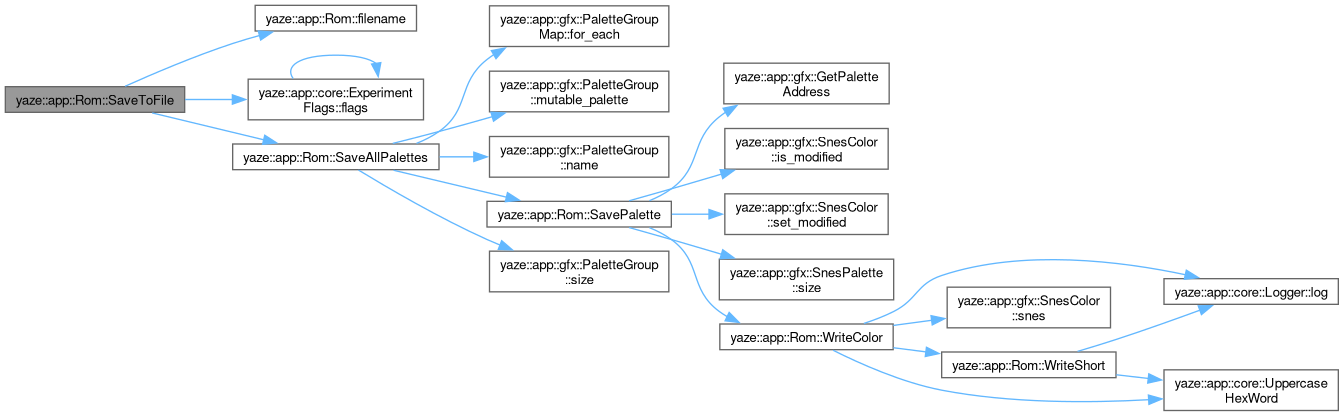 yaze::app::Rom::SaveToFile
yaze::app::Rom::filename
yaze::app::core::Experiment
Flags::flags
yaze::app::Rom::SaveAllPalettes
yaze::app::gfx::PaletteGroup
Map::for_each
yaze::app::gfx::PaletteGroup
::mutable_palette
yaze::app::gfx::PaletteGroup
::name
yaze::app::Rom::SavePalette
yaze::app::gfx::PaletteGroup
::size
yaze::app::gfx::GetPalette
Address
yaze::app::gfx::SnesColor
::is_modified
yaze::app::gfx::SnesColor
::set_modified
yaze::app::gfx::SnesPalette
::size
yaze::app::Rom::WriteColor
yaze::app::gfx::SnesColor
::snes
yaze::app::Rom::WriteShort
yaze::app::core::Logger::log
yaze::app::core::Uppercase
HexWord